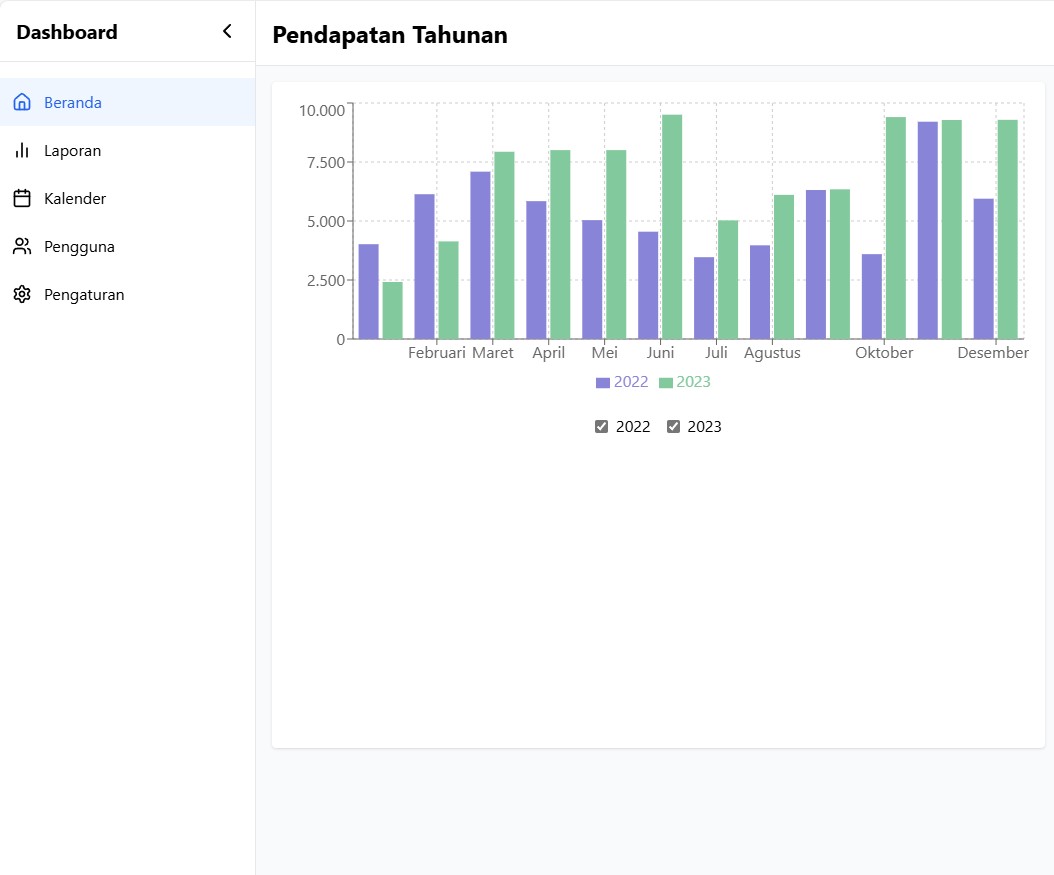 Dashboard
Beranda
Laporan
Kalender
Pengguna
Pengaturan
Pendapatan Tahunan
10.000
7.500
5.000
2.500
0
Februari Maret April Mei Juni Juli Agustus Oktober Desember
2022 2023
2022 2023